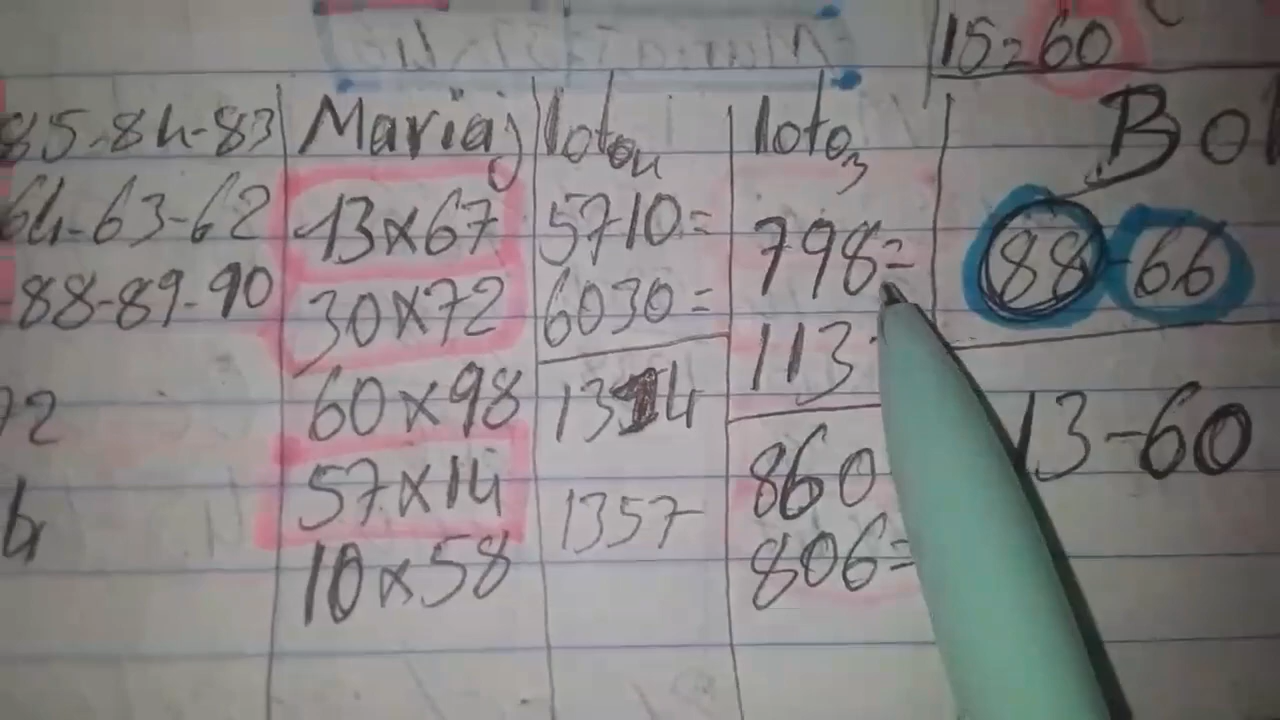 15=60
85-84-83 Mariaj loto4 loto3 Bol
64-63-62 13x67 5710= 798= 88-66
-88-89-90 30x72 6030= 113
60x98 1314 13-60
57x14 1357 860
10x58 806=